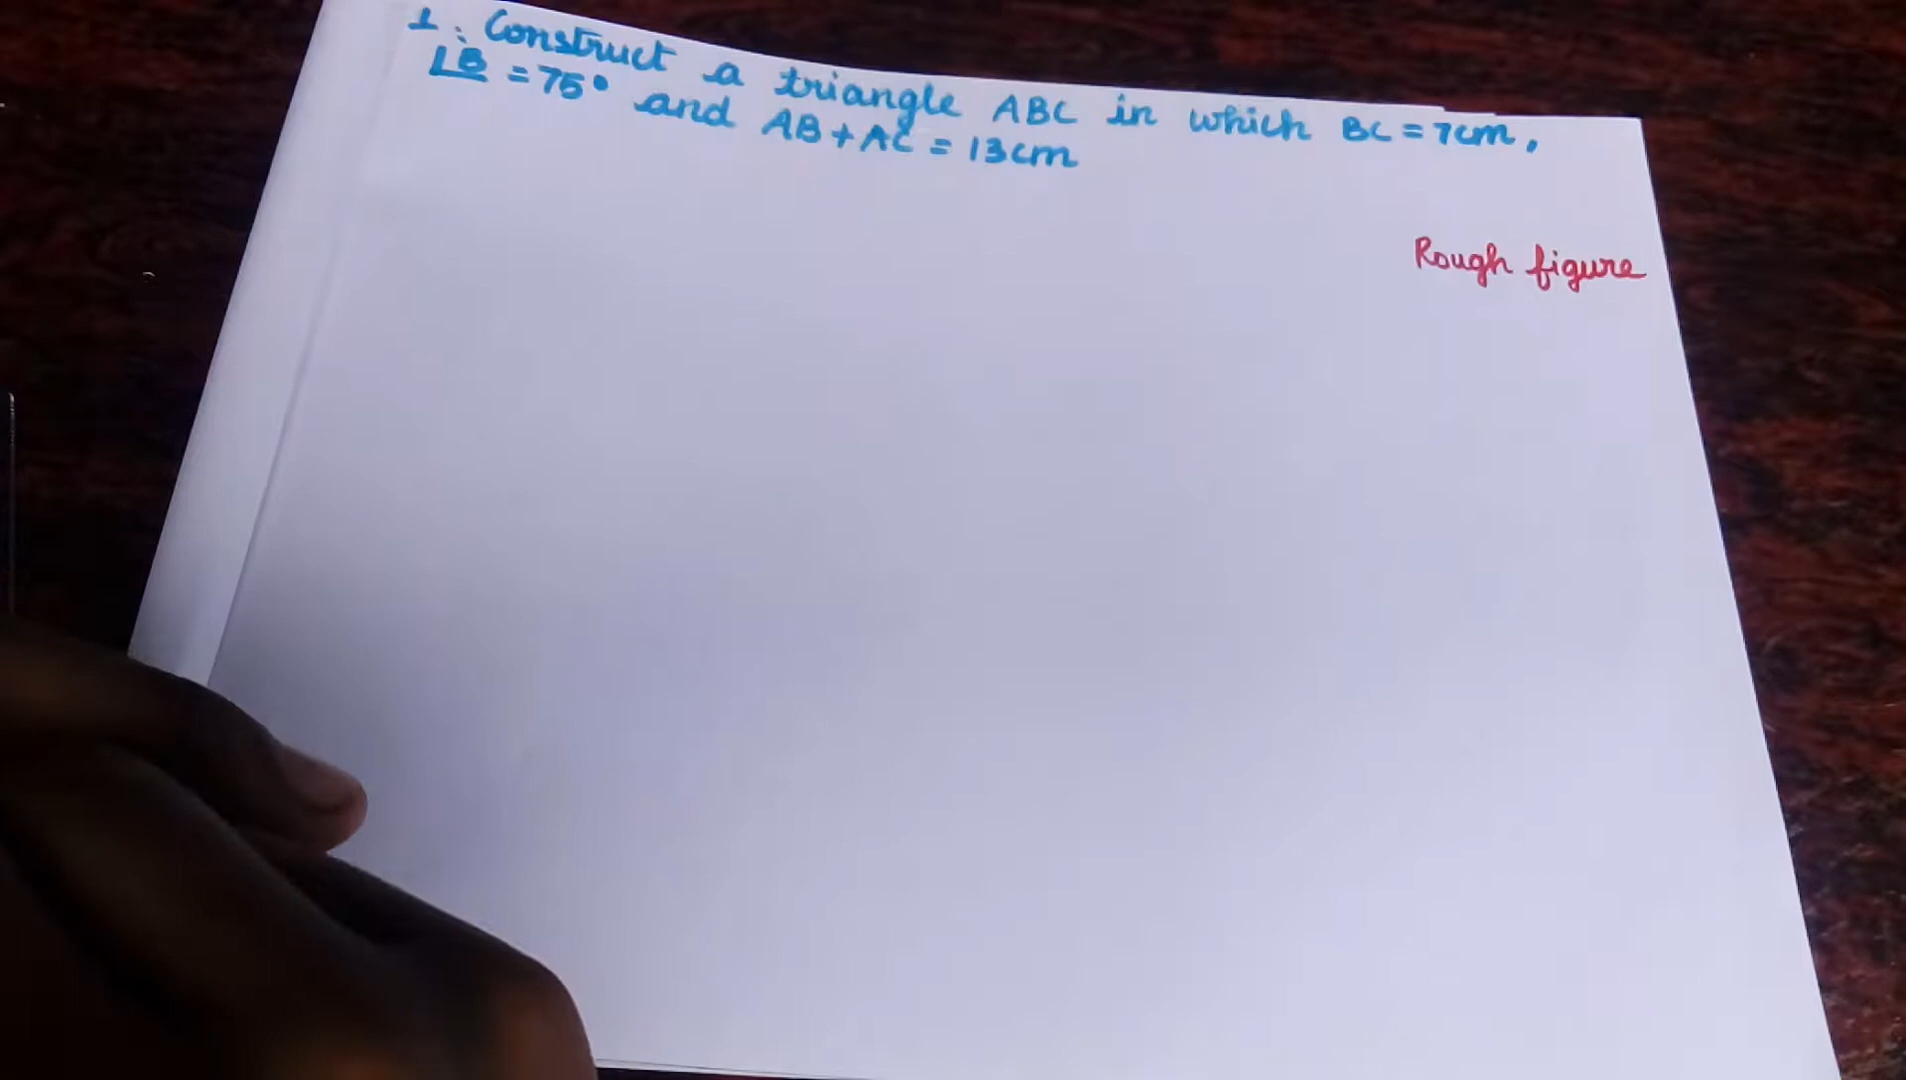 1. Construct a triangle ABC in which BC = 7cm,
∠B = 75° and AB + AC = 13cm
Rough figure